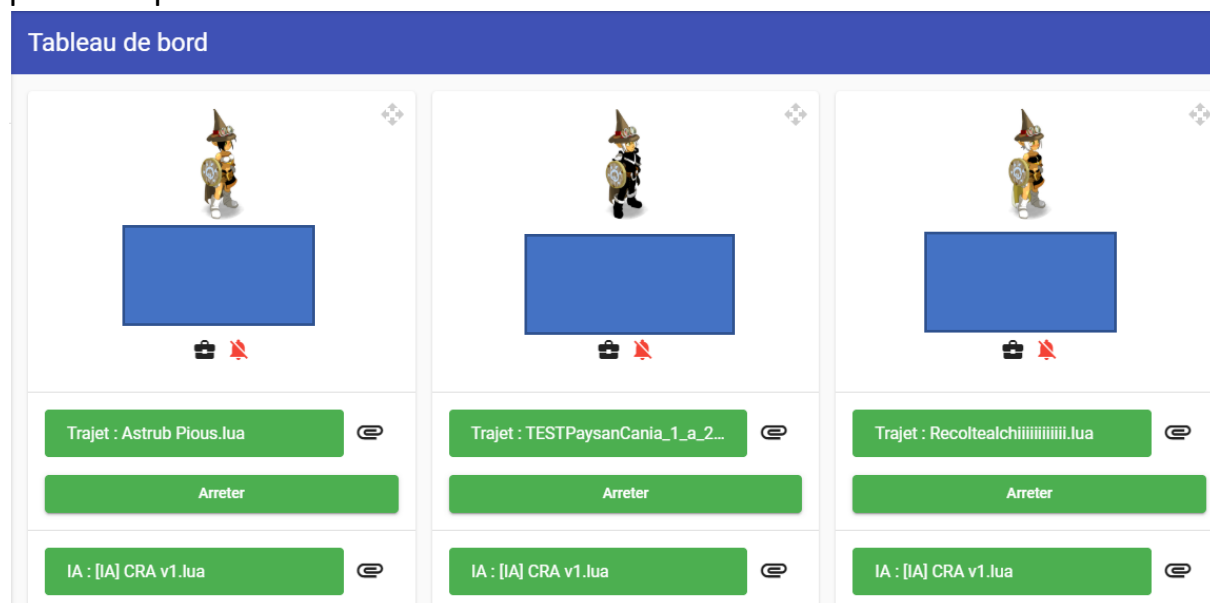 Tableau de bord
Trajet : Astrub Pious.lua
Trajet : TESTPaysanCania_1_a_2...
Trajet : Recoltealchiiiiiiiiiiii.lua
Arreter
Arreter
Arreter
IA : [IA] CRA v1.lua
IA : [IA] CRA v1.lua
IA : [IA] CRA v1.lua